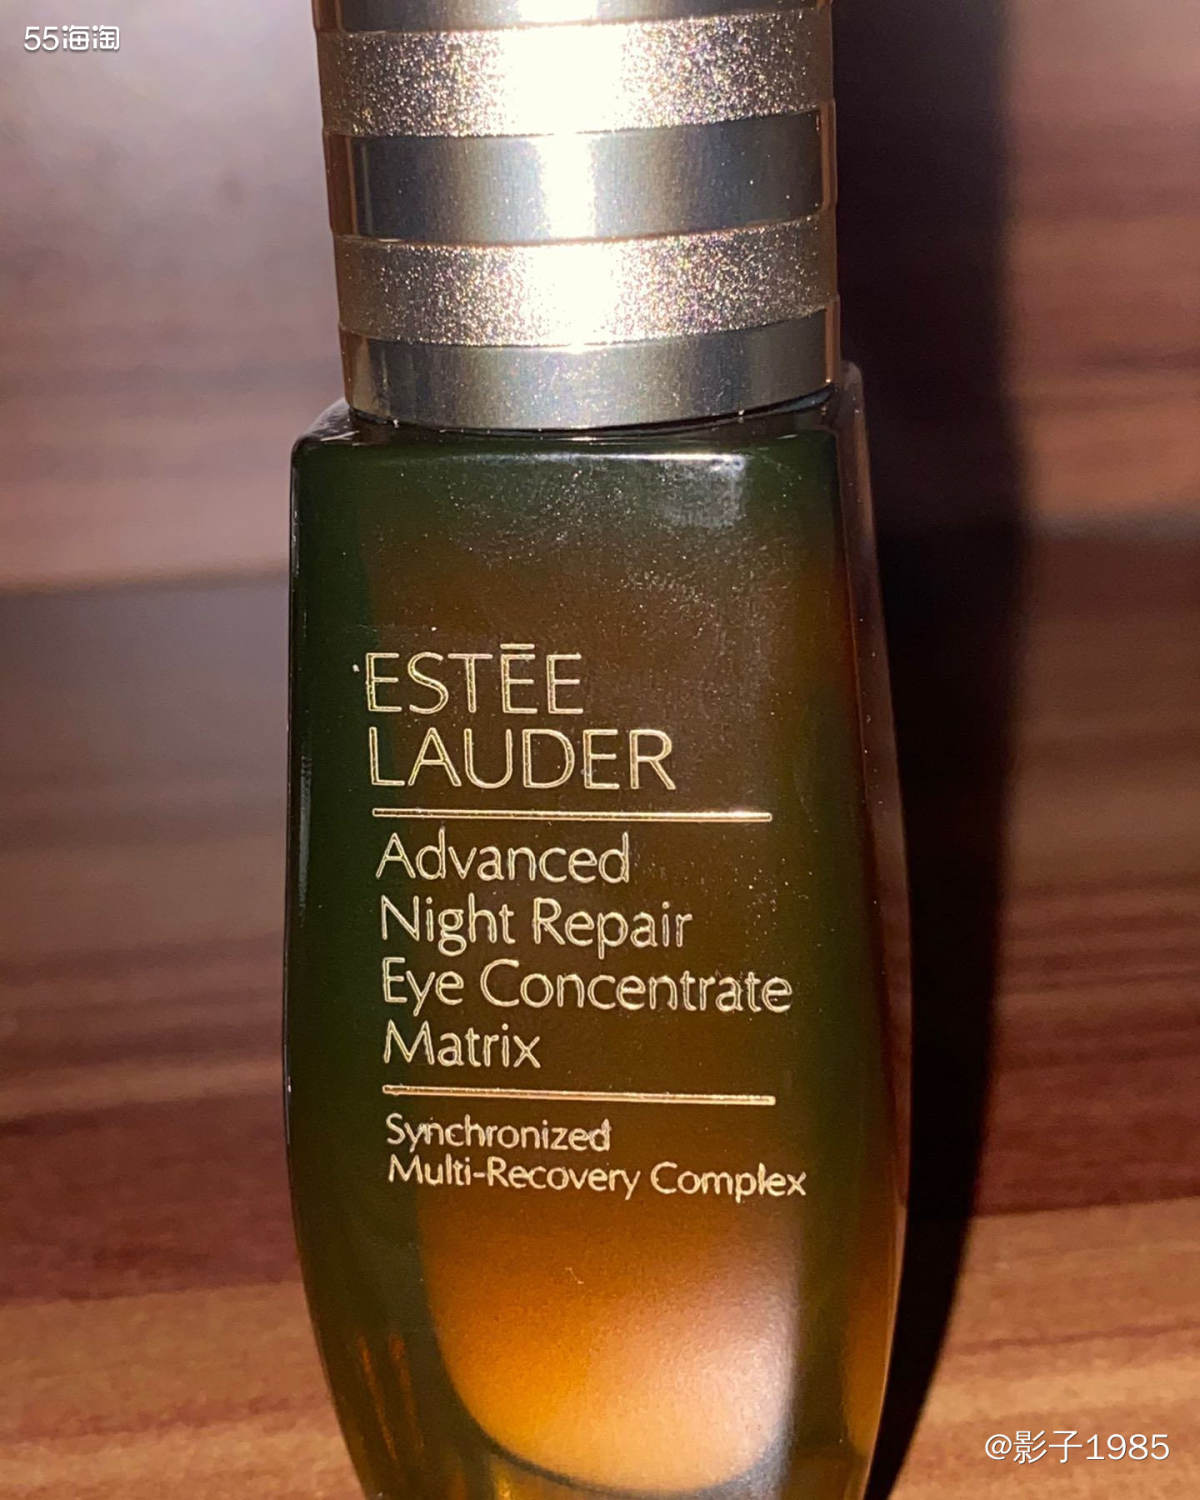 55海淘
ESTĒE
LAUDER
Advanced
Night Repair
Eye Concentrate
Matrix
Synchronized
Multi-Recovery Complex
@影子1985